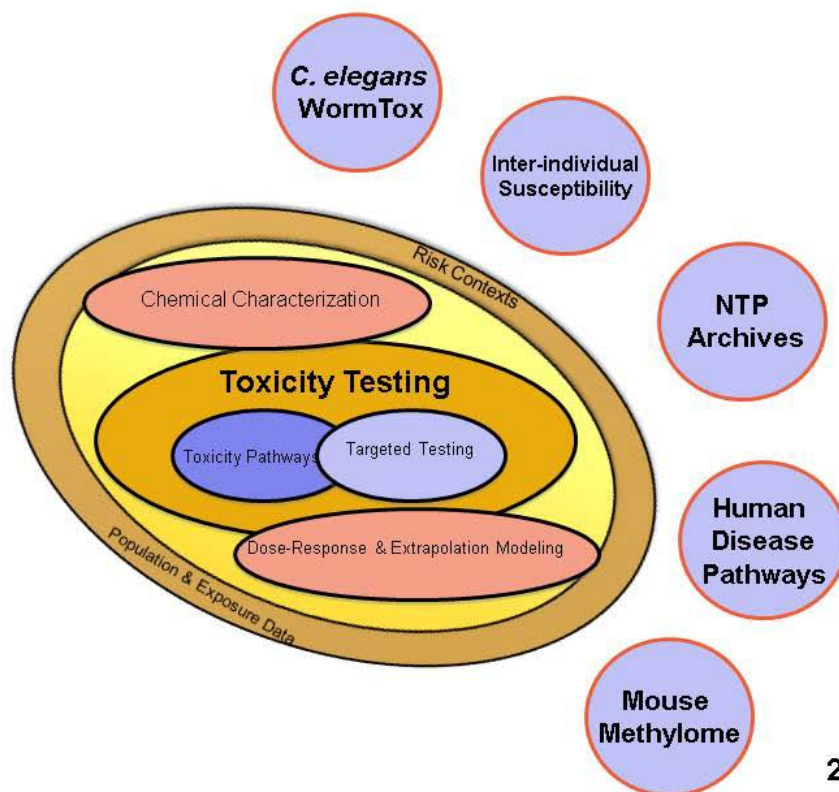 C. elegans
WormTox
Inter-individual
Susceptibility
Risk Contexts
Chemical Characterization
NTP
Archives
Toxicity Testing
Toxicity Pathways
Targeted Testing
Human
Disease
Pathways
Dose-Response & Extrapolation Modeling
Population & Exposure Data
Mouse
Methylome
2